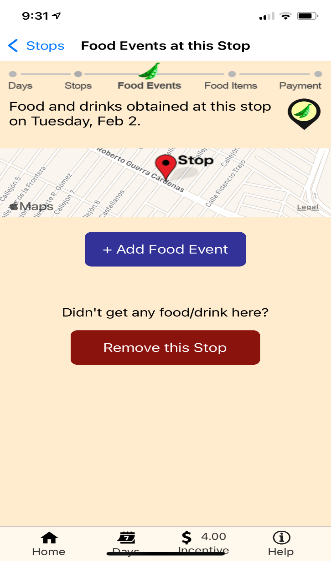 9:31
Stops
Food Events at this Stop
Days
Stops
Food Events
Food Items
Payment
Food and drinks obtained at this stop
on Tuesday, Feb 2.
Roberto Guerra Cardenas
Stop
Maps
Legal
+ Add Food Event
Didn't get any food/drink here?
Remove this Stop
4.00
Home
Days
Incentive
Help